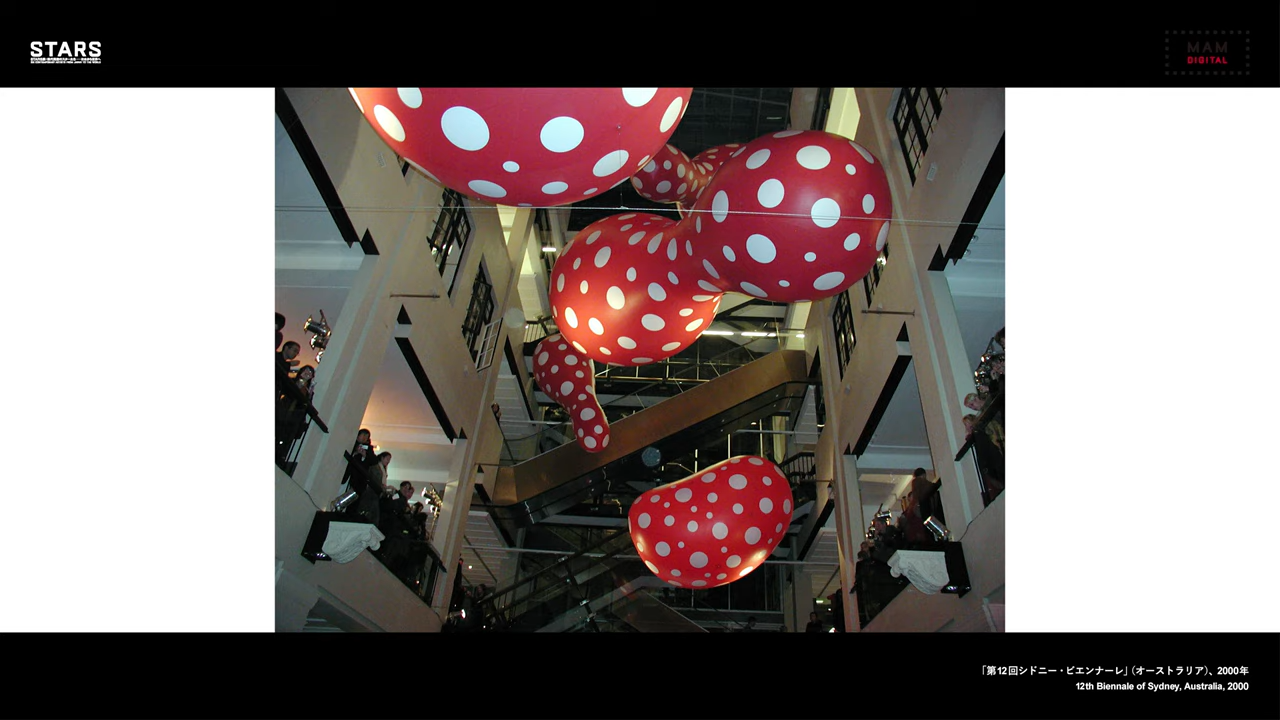 STARS
MAM
DIGITAL
「第12回シドニー・ビエンナーレ」（オーストラリア）、2000年
12th Biennale of Sydney, Australia, 2000